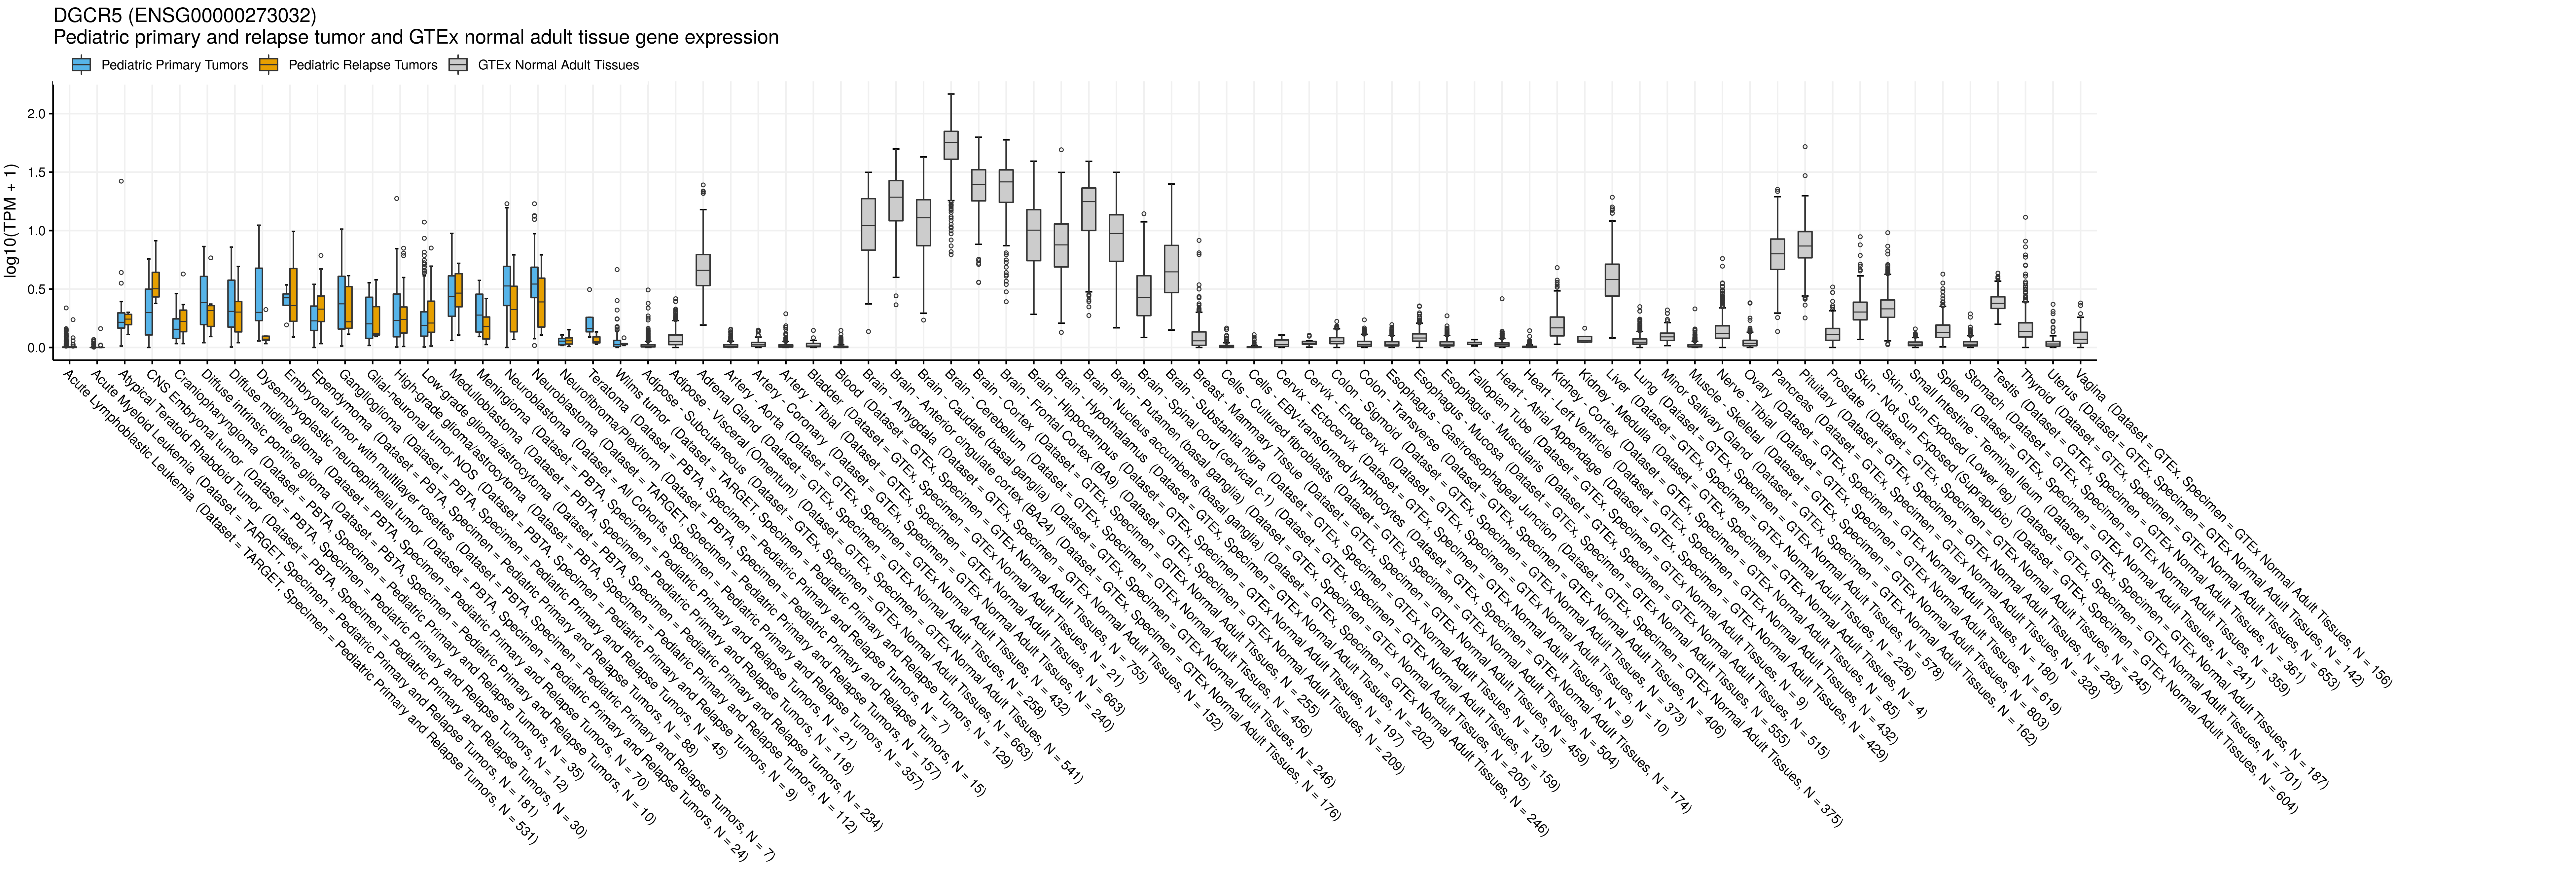 DGCR5 (ENSG00000273032)
Pediatric primary and relapse tumor and GTEx normal adult tissue gene expression
Pediatric Primary Tumors
Pediatric Relapse Tumors
GTEx Normal Adult Tissues
log10(TPM + 1)
2.0
1.5
1.0
0.5
0.0
Acute Lymphoblastic Leukemia (Dataset = TARGET, Specimen = Pediatric Primary and Relapse Tumors, N = 531)
Acute Myeloid Leukemia (Dataset = TARGET, Specimen = Pediatric Primary and Relapse Tumors, N = 181)
Atypical Teratoid Rhabdoid Tumor (Dataset = PBTA, Specimen = Pediatric Primary and Relapse Tumors, N = 30)
CNS Embryonal tumor (Dataset = PBTA, Specimen = Pediatric Primary and Relapse Tumors, N = 12)
Craniopharyngioma (Dataset = PBTA, Specimen = Pediatric Primary and Relapse Tumors, N = 35)
Diffuse intrinsic pontine glioma (Dataset = PBTA, Specimen = Pediatric Primary and Relapse Tumors, N = 10)
Diffuse midline glioma (Dataset = PBTA, Specimen = Pediatric Primary and Relapse Tumors, N = 70)
Dysembryoplastic neuroepithelial tumor (Dataset = PBTA, Specimen = Pediatric Primary and Relapse Tumors, N = 24)
Embryonal tumor with multilayer rosettes (Dataset = PBTA, Specimen = Pediatric Primary and Relapse Tumors, N = 7)
Ependymoma (Dataset = PBTA, Specimen = Pediatric Primary and Relapse Tumors, N = 88)
Ganglioglioma (Dataset = PBTA, Specimen = Pediatric Primary and Relapse Tumors, N = 45)
Glial-neuronal tumor NOS (Dataset = PBTA, Specimen = Pediatric Primary and Relapse Tumors, N = 9)
High-grade glioma/astrocytoma (Dataset = PBTA, Specimen = Pediatric Primary and Relapse Tumors, N = 112)
Low-grade glioma/astrocytoma (Dataset = PBTA, Specimen = Pediatric Primary and Relapse Tumors, N = 234)
Medulloblastoma (Dataset = PBTA, Specimen = Pediatric Primary and Relapse Tumors, N = 118)
Meningioma (Dataset = PBTA, Specimen = Pediatric Primary and Relapse Tumors, N = 21)
Neuroblastoma (Dataset = All Cohorts, Specimen = Pediatric Primary and Relapse Tumors, N = 357)
Neuroblastoma (Dataset = TARGET, Specimen = Pediatric Primary and Relapse Tumors, N = 157)
Neurofibroma/Plexiform (Dataset = PBTA, Specimen = Pediatric Primary and Relapse Tumors, N = 15)
Teratoma (Dataset = PBTA, Specimen = Pediatric Primary and Relapse Tumors, N = 7)
Wilms tumor (Dataset = TARGET, Specimen = Pediatric Primary and Relapse Tumors, N = 129)
Adipose - Subcutaneous (Dataset = GTEx, Specimen = GTEx Normal Adult Tissues, N = 663)
Adipose - Visceral (Omentum) (Dataset = GTEx, Specimen = GTEx Normal Adult Tissues, N = 541)
Adrenal Gland (Dataset = GTEx, Specimen = GTEx Normal Adult Tissues, N = 258)
Artery - Aorta (Dataset = GTEx, Specimen = GTEx Normal Adult Tissues, N = 432)
Artery - Coronary (Dataset = GTEx, Specimen = GTEx Normal Adult Tissues, N = 240)
Artery - Tibial (Dataset = GTEx, Specimen = GTEx Normal Adult Tissues, N = 663)
Bladder (Dataset = GTEx, Specimen = GTEx Normal Adult Tissues, N = 21)
Blood (Dataset = GTEx, Specimen = GTEx Normal Adult Tissues, N = 755)
Brain - Amygdala (Dataset = GTEx, Specimen = GTEx Normal Adult Tissues, N = 152)
Brain - Anterior cingulate cortex (BA24) (Dataset = GTEx, Specimen = GTEx Normal Adult Tissues, N = 176)
Brain - Caudate (basal ganglia) (Dataset = GTEx, Specimen = GTEx Normal Adult Tissues, N = 246)
Brain - Cerebellum (Dataset = GTEx, Specimen = GTEx Normal Adult Tissues, N = 456)
Brain - Cortex (Dataset = GTEx, Specimen = GTEx Normal Adult Tissues, N = 255)
Brain - Frontal Cortex (BA9) (Dataset = GTEx, Specimen = GTEx Normal Adult Tissues, N = 209)
Brain - Hippocampus (Dataset = GTEx, Specimen = GTEx Normal Adult Tissues, N = 197)
Brain - Hypothalamus (Dataset = GTEx, Specimen = GTEx Normal Adult Tissues, N = 202)
Brain - Nucleus accumbens (basal ganglia) (Dataset = GTEx, Specimen = GTEx Normal Adult Tissues, N = 246)
Brain - Putamen (basal ganglia) (Dataset = GTEx, Specimen = GTEx Normal Adult Tissues, N = 205)
Brain - Spinal cord (cervical c-1) (Dataset = GTEx, Specimen = GTEx Normal Adult Tissues, N = 159)
Brain - Substantia nigra (Dataset = GTEx, Specimen = GTEx Normal Adult Tissues, N = 139)
Breast - Mammary Tissue (Dataset = GTEx, Specimen = GTEx Normal Adult Tissues, N = 459)
Cells - Cultured fibroblasts (Dataset = GTEx, Specimen = GTEx Normal Adult Tissues, N = 504)
Cells - EBV-transformed lymphocytes (Dataset = GTEx, Specimen = GTEx Normal Adult Tissues, N = 174)
Cervix - Ectocervix (Dataset = GTEx, Specimen = GTEx Normal Adult Tissues, N = 9)
Cervix - Endocervix (Dataset = GTEx, Specimen = GTEx Normal Adult Tissues, N = 10)
Colon - Sigmoid (Dataset = GTEx, Specimen = GTEx Normal Adult Tissues, N = 373)
Colon - Transverse (Dataset = GTEx, Specimen = GTEx Normal Adult Tissues, N = 406)
Esophagus - Gastroesophageal Junction (Dataset = GTEx, Specimen = GTEx Normal Adult Tissues, N = 375)
Esophagus - Mucosa (Dataset = GTEx, Specimen = GTEx Normal Adult Tissues, N = 555)
Esophagus - Muscularis (Dataset = GTEx, Specimen = GTEx Normal Adult Tissues, N = 515)
Fallopian Tube (Dataset = GTEx, Specimen = GTEx Normal Adult Tissues, N = 9)
Heart - Atrial Appendage (Dataset = GTEx, Specimen = GTEx Normal Adult Tissues, N = 429)
Heart - Left Ventricle (Dataset = GTEx, Specimen = GTEx Normal Adult Tissues, N = 432)
Kidney - Cortex (Dataset = GTEx, Specimen = GTEx Normal Adult Tissues, N = 85)
Kidney - Medulla (Dataset = GTEx, Specimen = GTEx Normal Adult Tissues, N = 4)
Liver (Dataset = GTEx, Specimen = GTEx Normal Adult Tissues, N = 226)
Lung (Dataset = GTEx, Specimen = GTEx Normal Adult Tissues, N = 578)
Minor Salivary Gland (Dataset = GTEx, Specimen = GTEx Normal Adult Tissues, N = 162)
Muscle - Skeletal (Dataset = GTEx, Specimen = GTEx Normal Adult Tissues, N = 803)
Nerve - Tibial (Dataset = GTEx, Specimen = GTEx Normal Adult Tissues, N = 619)
Ovary (Dataset = GTEx, Specimen = GTEx Normal Adult Tissues, N = 180)
Pancreas (Dataset = GTEx, Specimen = GTEx Normal Adult Tissues, N = 328)
Pituitary (Dataset = GTEx, Specimen = GTEx Normal Adult Tissues, N = 283)
Prostate (Dataset = GTEx, Specimen = GTEx Normal Adult Tissues, N = 245)
Skin - Not Sun Exposed (Suprapubic) (Dataset = GTEx, Specimen = GTEx Normal Adult Tissues, N = 604)
Skin - Sun Exposed (Lower leg) (Dataset = GTEx, Specimen = GTEx Normal Adult Tissues, N = 701)
Small Intestine - Terminal Ileum (Dataset = GTEx, Specimen = GTEx Normal Adult Tissues, N = 187)
Spleen (Dataset = GTEx, Specimen = GTEx Normal Adult Tissues, N = 241)
Stomach (Dataset = GTEx, Specimen = GTEx Normal Adult Tissues, N = 359)
Testis (Dataset = GTEx, Specimen = GTEx Normal Adult Tissues, N = 361)
Thyroid (Dataset = GTEx, Specimen = GTEx Normal Adult Tissues, N = 653)
Uterus (Dataset = GTEx, Specimen = GTEx Normal Adult Tissues, N = 142)
Vagina (Dataset = GTEx, Specimen = GTEx Normal Adult Tissues, N = 156)